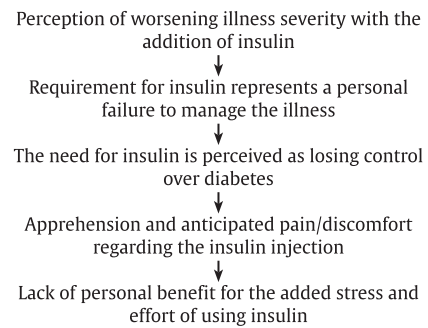 Perception of worsening illness severity with the
addition of insulin
Requirement for insulin represents a personal
failure to manage the illness
The need for insulin is perceived as losing control
over diabetes
Apprehension and anticipated pain/discomfort
regarding the insulin injection
Lack of personal benefit for the added stress and
effort of using insulin